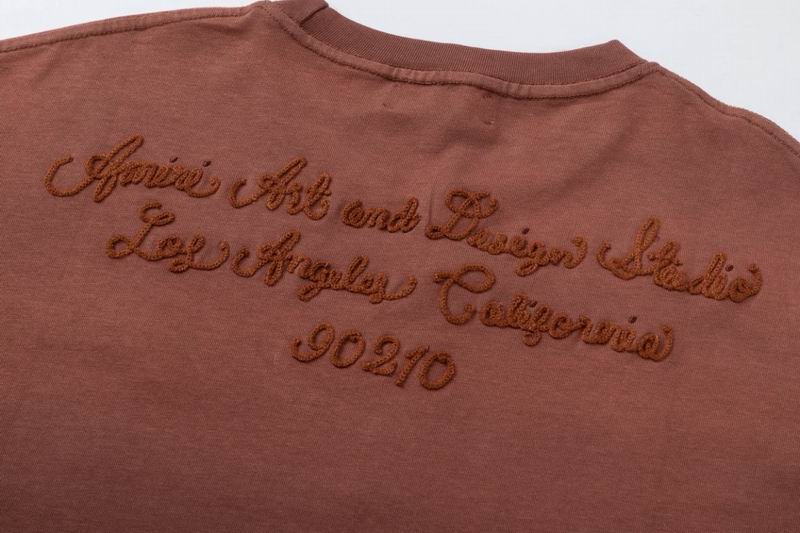 Amiri Art and Design Studio
Los Angeles California
90210